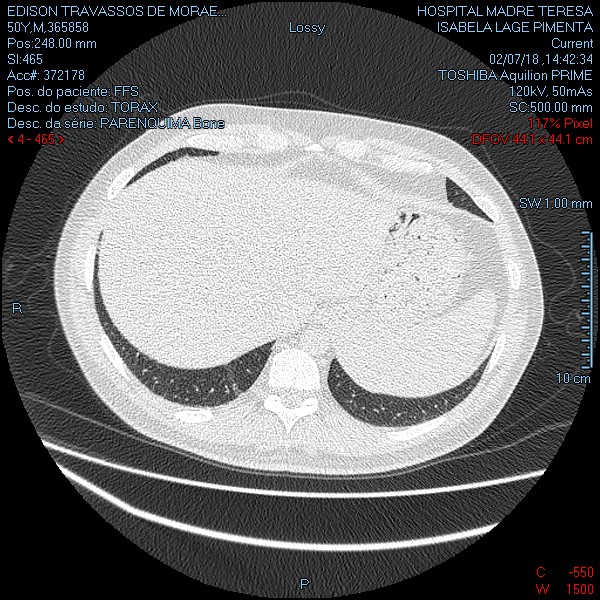 EDISON TRAVASSOS DE MORAE...
50Y,M,365858
Pos:248.00 mm
SI:465
Acc#: 372178
Pos. do paciente: FFS
Desc. do estudo: TORAX
Desc. da série: PARENQUIMA Bone
< 4 - 465 >
Lossy
HOSPITAL MADRE TERESA
ISABELA LAGE PIMENTA
Current
02/07/18 ,14:42:34
TOSHIBA Aquilion PRIME
120kV, 50mAs
SC:500.00 mm
117% Pixel
DFOV 44.1 x 44.1 cm
SW:1.00 mm
R
10 cm
P
C -550
W 1500